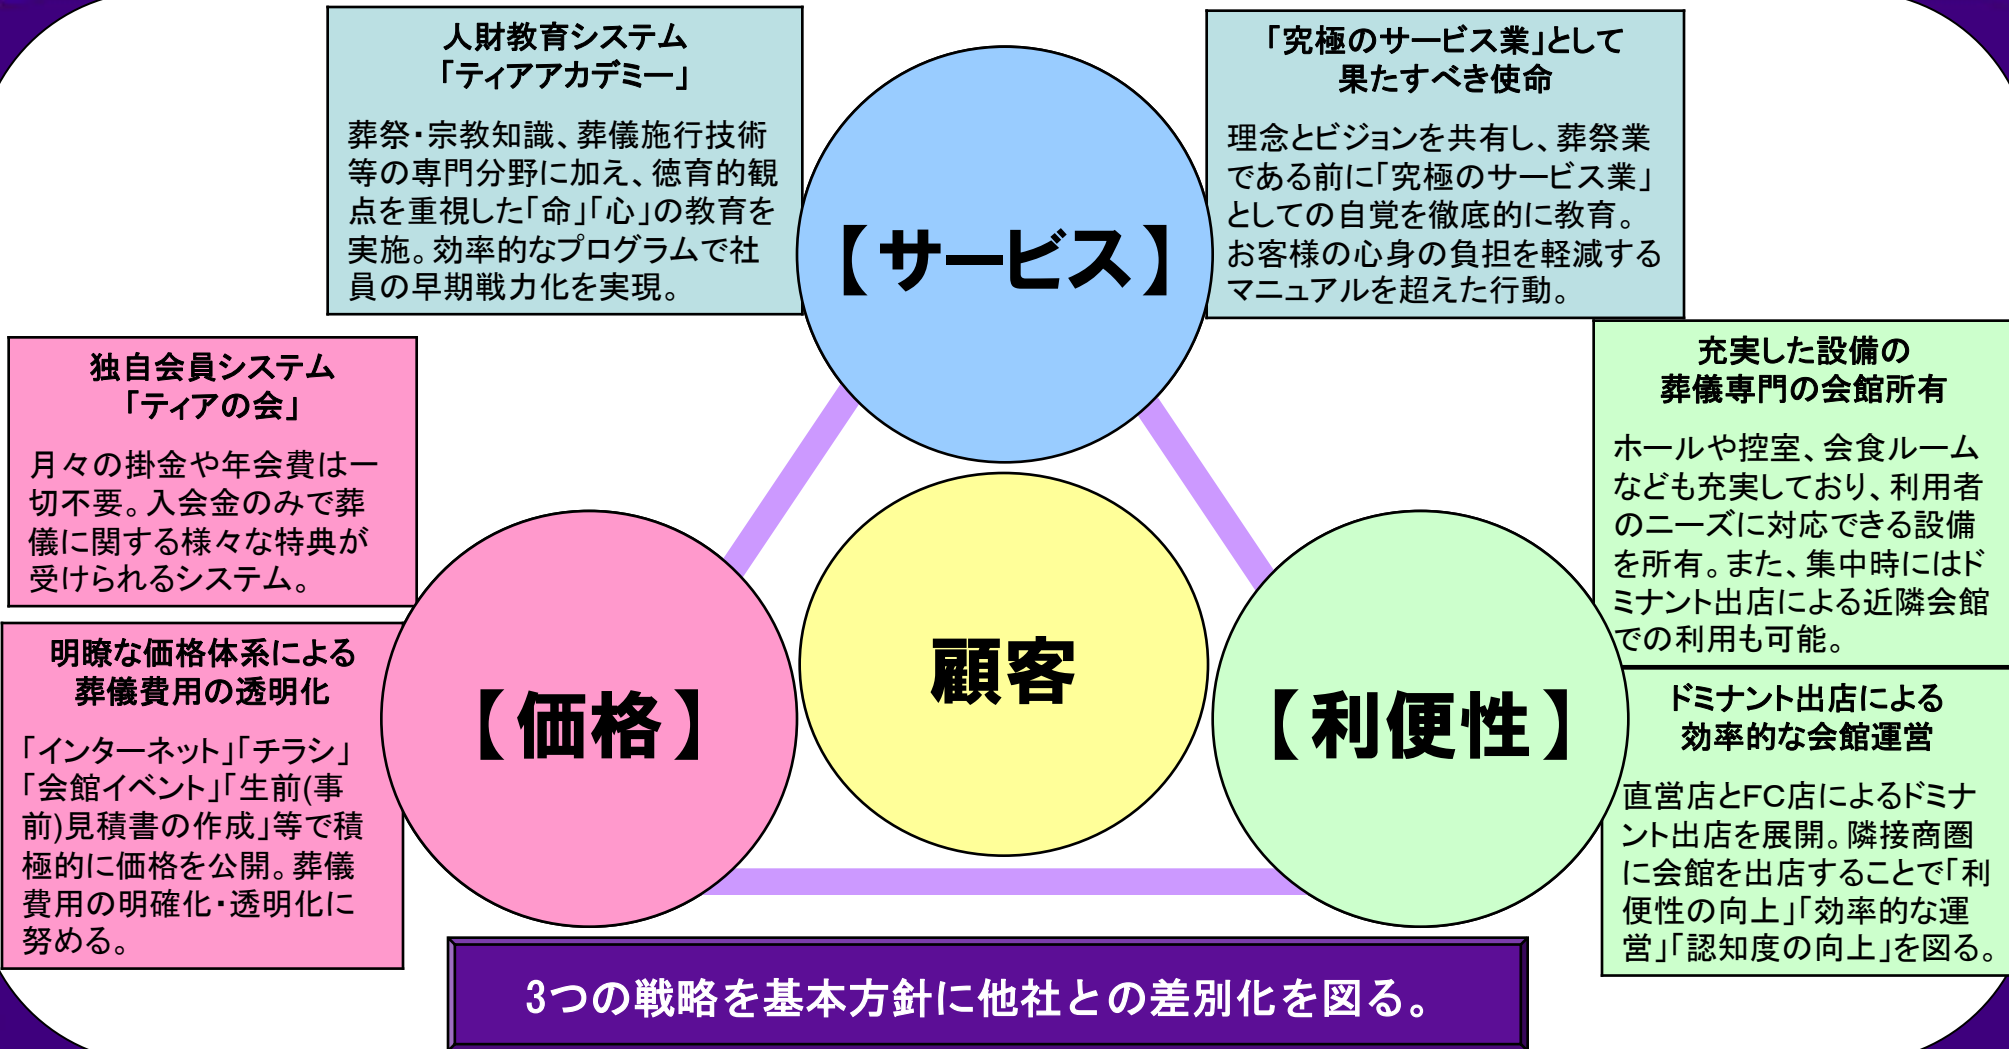 人財教育システム
「ティアアカデミー」
葬祭・宗教知識、葬儀施行技術
等の専門分野に加え、徳育的観
点を重視した「命」「心」の教育を
実施。効率的なプログラムで社
員の早期戦力化を実現。
「究極のサービス業」として
果たすべき使命
理念とビジョンを共有し、葬祭業
である前に「究極のサービス業」
としての自覚を徹底的に教育。
お客様の心身の負担を軽減する
マニュアルを超えた行動。
【サービス】
独自会員システム
「ティアの会」
月々の掛金や年会費は一
切不要。入会金のみで葬
儀に関する様々な特典が
受けられるシステム。
明瞭な価格体系による
葬儀費用の透明化
「インターネット」「チラシ」
「会館イベント」「生前(事
前)見積書の作成」等で積
極的に価格を公開。葬儀
費用の明確化・透明化に
努める。
【価格】
顧客
【利便性】
充実した設備の
葬儀専門の会館所有
ホールや控室、会食ルーム
なども充実しており、利用者
のニーズに対応できる設備
を所有。また、集中時にはド
ミナント出店による近隣会館
での利用も可能。
ドミナント出店による
効率的な会館運営
直営店とFC店によるドミナ
ント出店を展開。隣接商圏
に会館を出店することで「利
便性の向上」「効率的な運
営」「認知度の向上」を図る。
3つの戦略を基本方針に他社との差別化を図る。